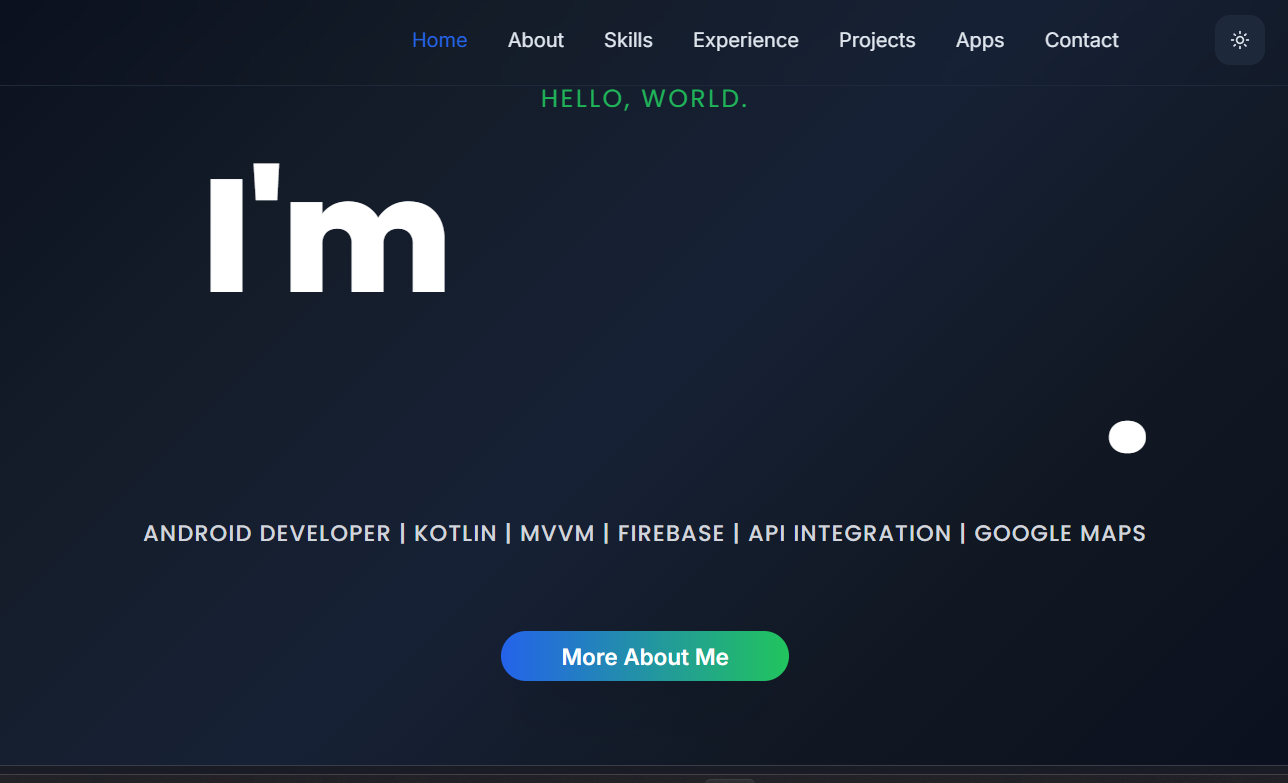 Home About Skills Experience Projects Apps Contact
HELLO, WORLD.
I'm
.
ANDROID DEVELOPER | KOTLIN | MVVM | FIREBASE | API INTEGRATION | GOOGLE MAPS
More About Me